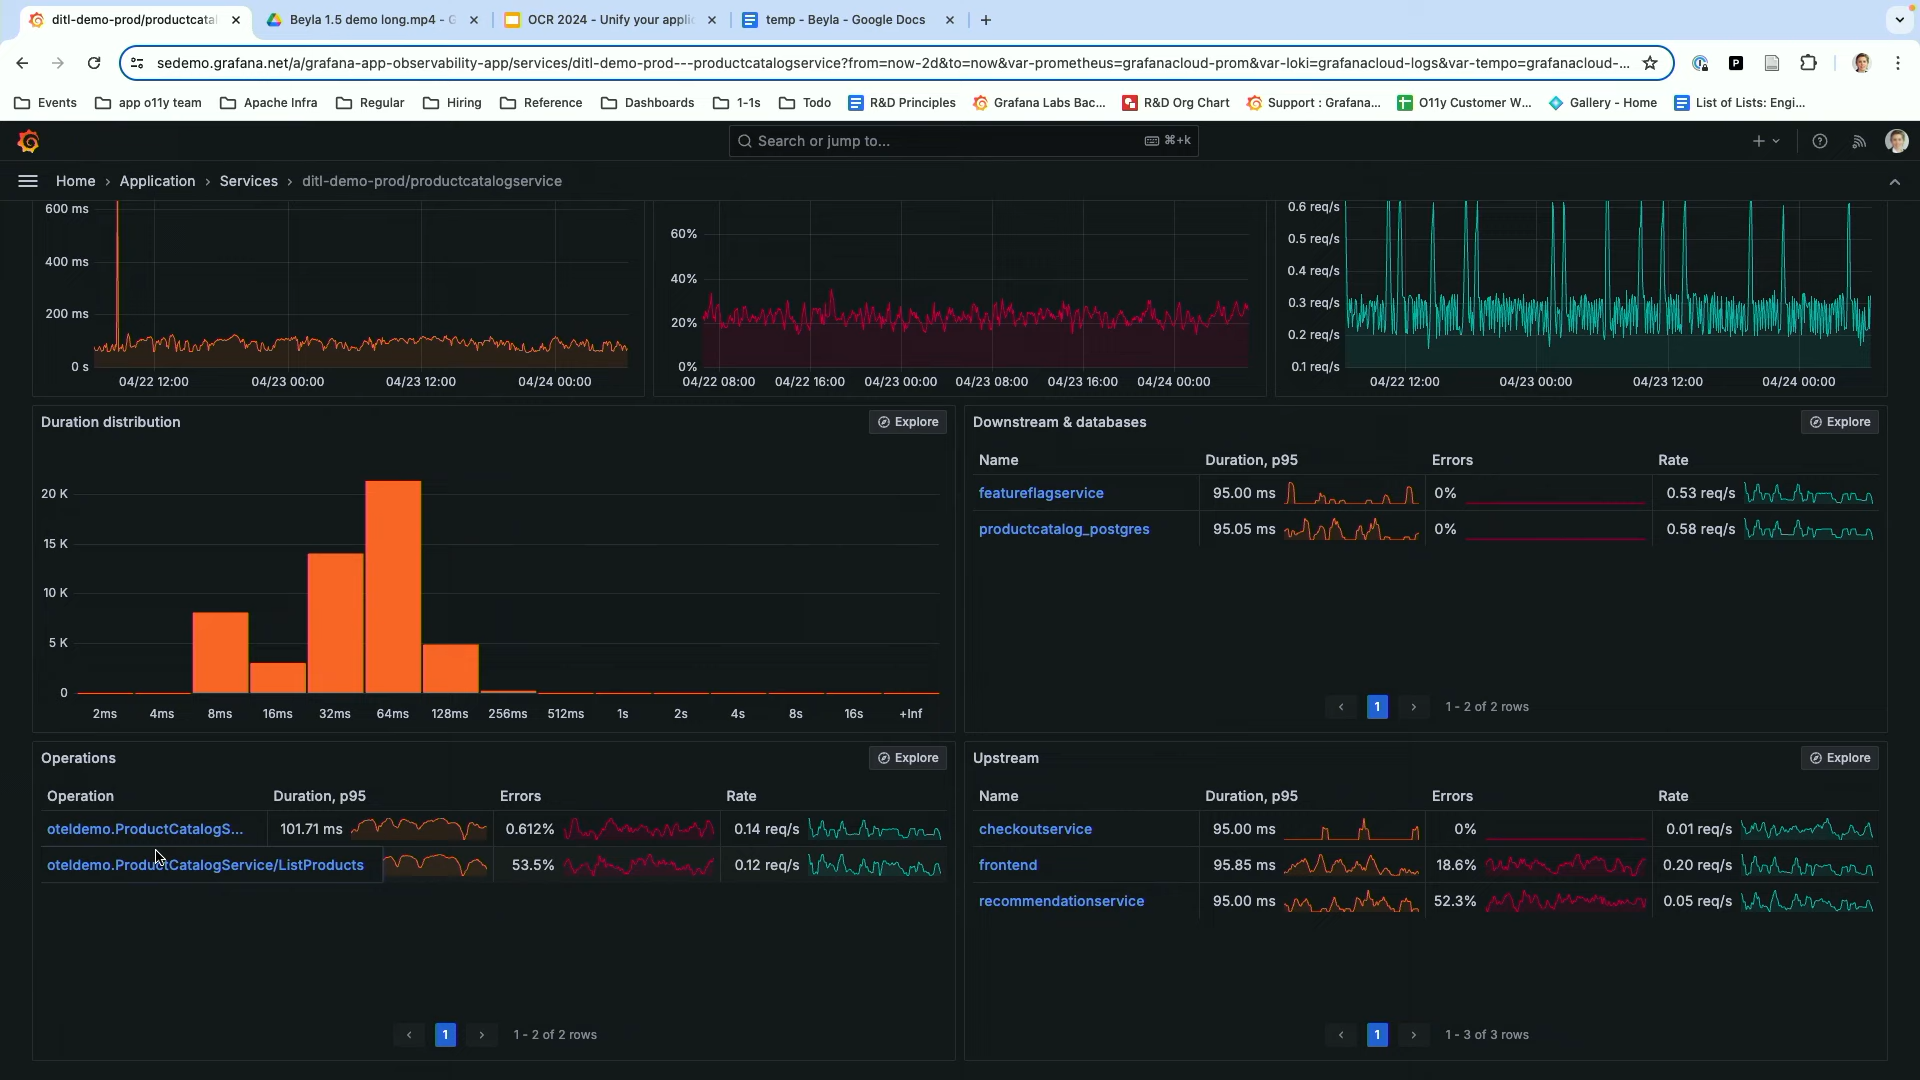 ditl-demo-prod/productcatal
Beyla 1.5 demo long.mp4 - G
OCR 2024 - Unify your appli
temp - Beyla - Google Docs
sedemo.grafana.net/a/grafana-app-observability-app/services/ditl-demo-prod---productcatalogservice?from=now-2d&to=now&var-prometheus=grafanacloud-prom&var-loki=grafanacloud-logs&var-tempo=grafanacloud-...
Events
app o11y team
Apache Infra
Regular
Hiring
Reference
Dashboards
1-1s
Todo
R&D Principles
Grafana Labs Bac...
R&D Org Chart
Support : Grafana...
O11y Customer W...
Gallery - Home
List of Lists: Engi...
Search or jump to...
⌘+k
Home › Application › Services › ditl-demo-prod/productcatalogservice
600 ms
400 ms
200 ms
0 s
04/22 12:00 04/23 00:00 04/23 12:00 04/24 00:00
60%
40%
20%
0%
04/22 08:00 04/22 16:00 04/23 00:00 04/23 08:00 04/23 16:00 04/24 00:00
0.6 req/s
0.5 req/s
0.4 req/s
0.3 req/s
0.2 req/s
0.1 req/s
04/22 12:00 04/23 00:00 04/23 12:00 04/24 00:00
Duration distribution
Explore
20 K
15 K
10 K
5 K
0
2ms 4ms 8ms 16ms 32ms 64ms 128ms 256ms 512ms 1s 2s 4s 8s 16s +Inf
Downstream & databases
Explore
Name Duration, p95 Errors Rate
featureflagservice 95.00 ms 0% 0.53 req/s
productcatalog_postgres 95.05 ms 0% 0.58 req/s
‹ 1 › 1 - 2 of 2 rows
Operations
Explore
Operation Duration, p95 Errors Rate
oteldemo.ProductCatalogS... 101.71 ms 0.612% 0.14 req/s
oteldemo.ProductCatalogService/ListProducts 53.5% 0.12 req/s
‹ 1 › 1 - 2 of 2 rows
Upstream
Explore
Name Duration, p95 Errors Rate
checkoutservice 95.00 ms 0% 0.01 req/s
frontend 95.85 ms 18.6% 0.20 req/s
recommendationservice 95.00 ms 52.3% 0.05 req/s
‹ 1 › 1 - 3 of 3 rows